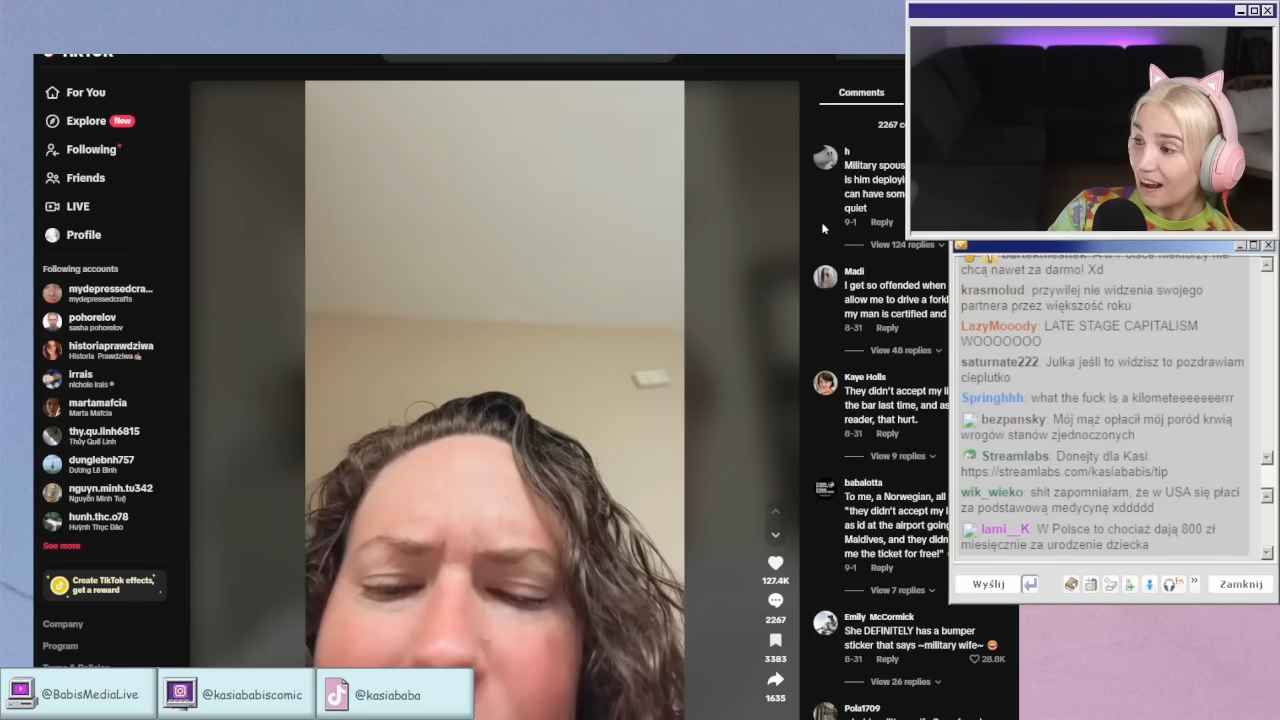 TikTok
For You
Explore New
Following
Friends
LIVE
Profile
Following accounts
mydepressedcra...
mydepressedcrafts
pohorelov
sasha pohorelov
historiaprawdziwa
Historia Prawdziwa
irrais
nichole irais
martamafcia
Marta Mafcia
thy.qu.linh6815
Thủy Quế Linh
dunglebnh757
Dương Lê Bình
nguyn.minh.tu342
Nguyễn Minh Tuệ
hunh.thc.o78
Huỳnh Thục Đào
See more
Create TikTok effects,
get a reward
Company
Program
@BabisMediaLive
@kasiababiscomic
@kasiababa
127.4K
2267
3383
1635
Comments
2267 c
h
Military spous
is him deployi
can have some
quiet
9-1 Reply
View 124 replies
Madi
I get so offended when
allow me to drive a forkl
my man is certified and
8-31 Reply
View 48 replies
Kaye Holls
They didn't accept my li
the bar last time, and as
reader, that hurt.
8-31 Reply
View 9 replies
babalotta
To me, a Norwegian, all
"they didn't accept my l
as id at the airport going
Maldives, and they didn
me the ticket for free!"
9-1 Reply
View 7 replies
Emily McCormick
She DEFINITELY has a bumper
sticker that says ~military wife~
8-31 Reply 28.8K
View 26 replies
Pola1709
chcą nawet za darmo! Xd
krasmolud: przywilej nie widzenia swojego
partnera przez większość roku
LazyMooody: LATE STAGE CAPITALISM
WOOOOOOO
saturnate222: Julka jeśli to widzisz to pozdrawiam
cieplutko
Springhhh: what the fuck is a kilometeeeeeeerrr
bezpansky: Mój mąż opłacił mój poród krwią
wrogów stanów zjednoczonych
Streamlabs: Donejty dla Kasi:
https://streamlabs.com/kasiababis/tip
wik_wieko: shit zapomniałam, że w USA się płaci
za podstawową medycynę xddddd
lami__K: W Polsce to chociaż dają 800 zł
miesięcznie za urodzenie dziecka
Wyślij
fn
Zamknij